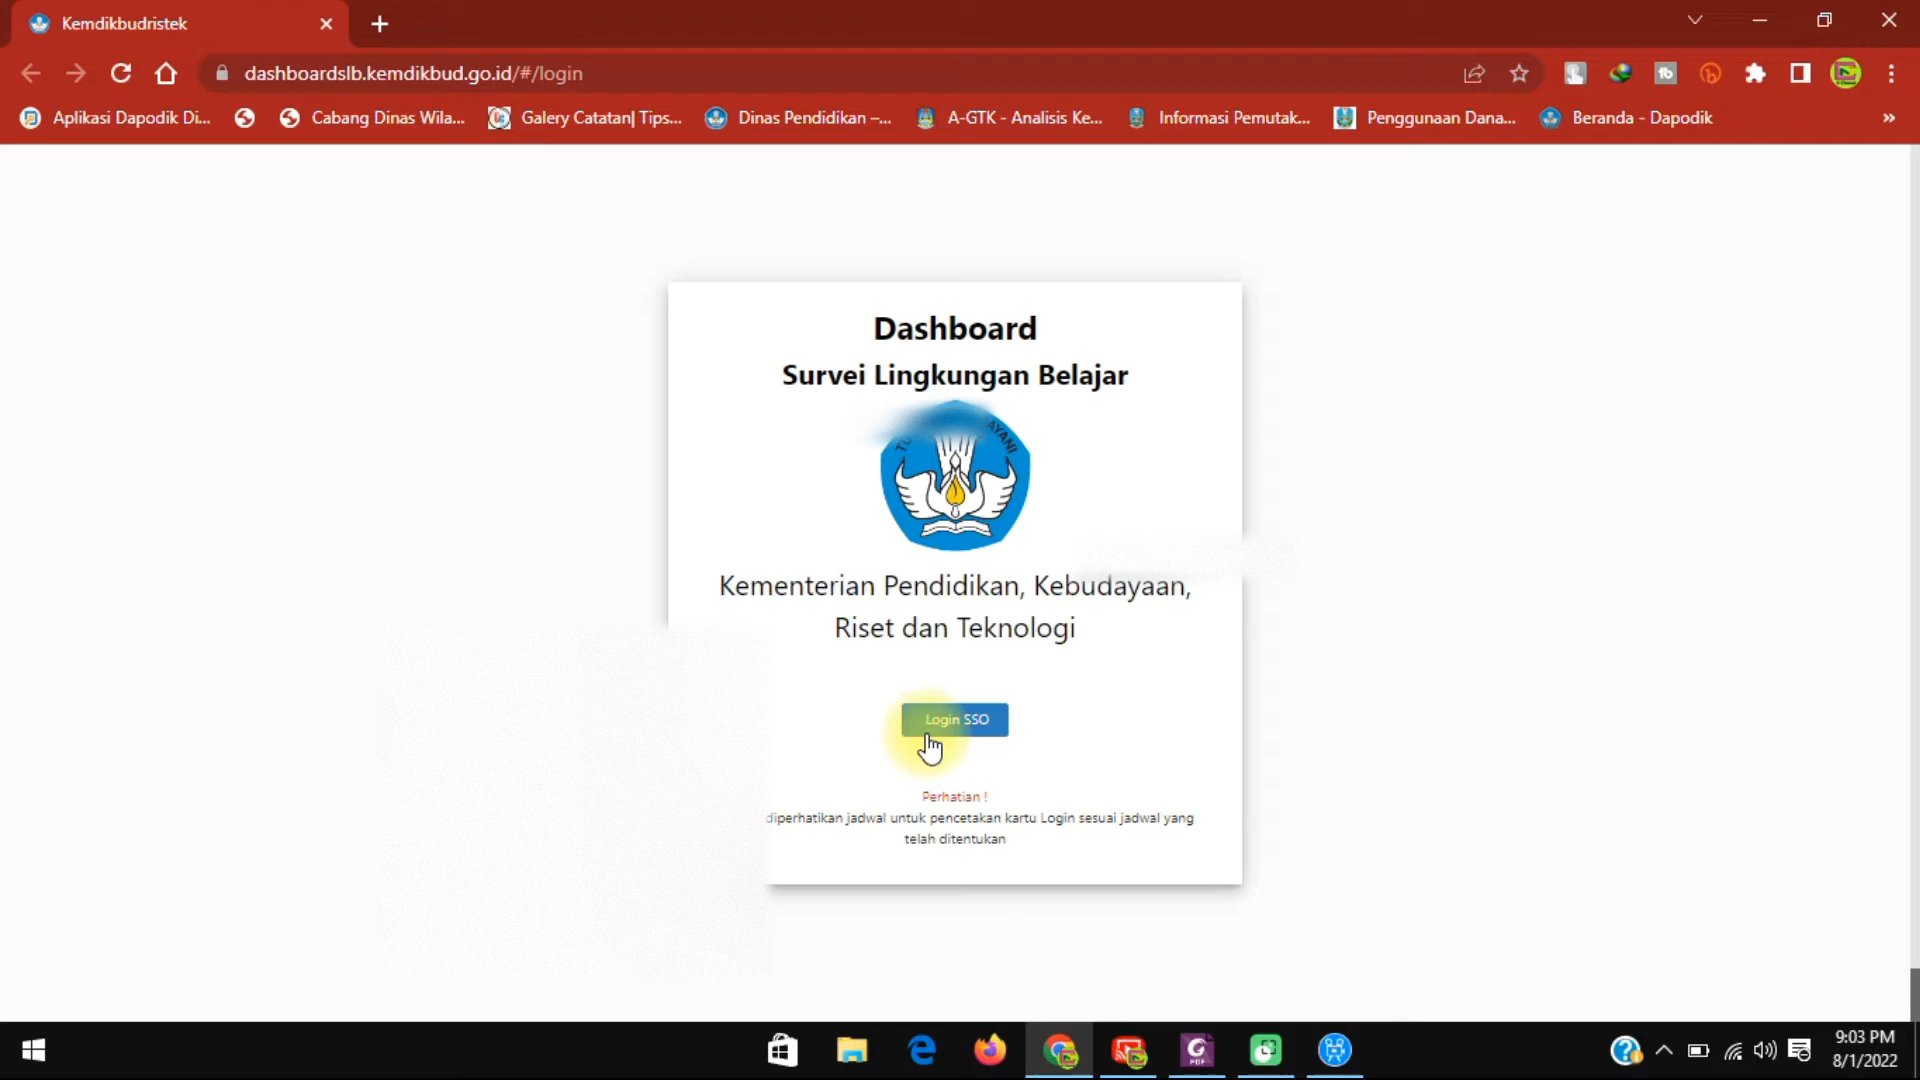 Kemdikbudristek
dashboardslb.kemdikbud.go.id/#/login
Aplikasi Dapodik Di... Cabang Dinas Wila... Galery Catatan| Tips... Dinas Pendidikan –... A-GTK - Analisis Ke... Informasi Pemutak... Penggunaan Dana... Beranda - Dapodik »
Dashboard
Survei Lingkungan Belajar
Kementerian Pendidikan, Kebudayaan,
Riset dan Teknologi
Login SSO
Perhatian !
diperhatikan jadwal untuk pencetakan kartu Login sesuai jadwal yang
telah ditentukan
9:03 PM
8/1/2022